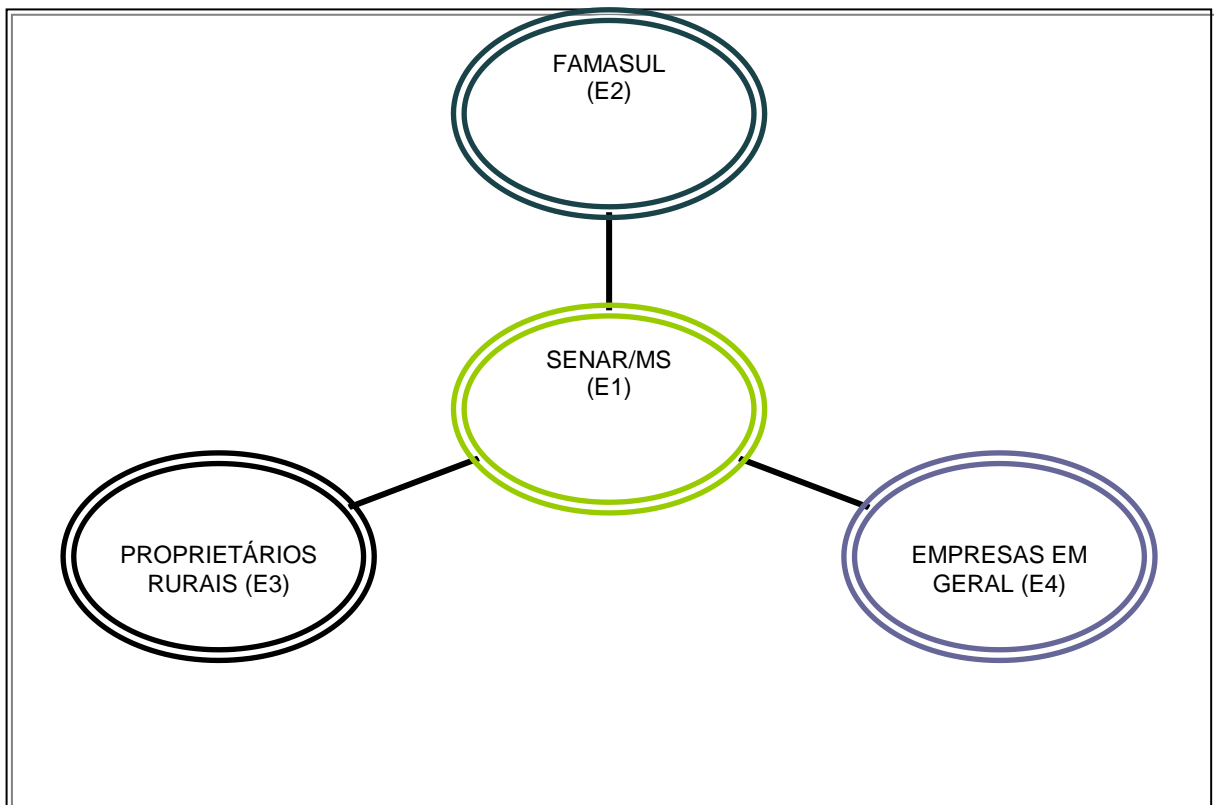 FAMASUL
(E2)
SENAR/MS
(E1)
PROPRIETÁRIOS
RURAIS (E3)
EMPRESAS EM
GERAL (E4)